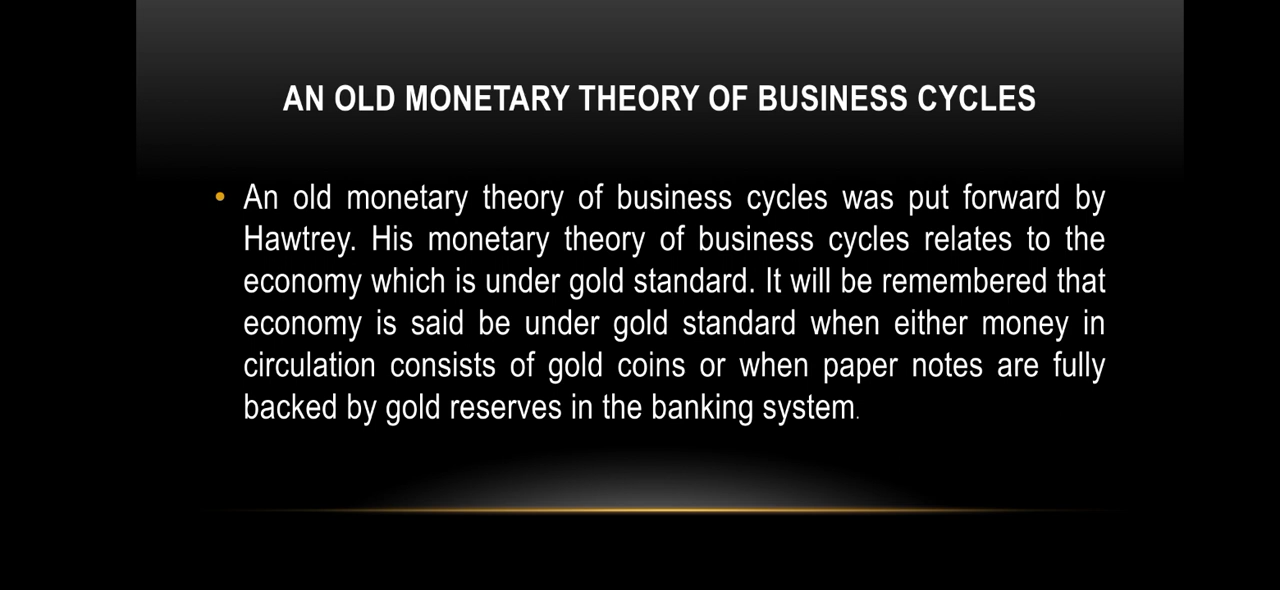 AN OLD MONETARY THEORY OF BUSINESS CYCLES
• An old monetary theory of business cycles was put forward by
Hawtrey. His monetary theory of business cycles relates to the
economy which is under gold standard. It will be remembered that
economy is said be under gold standard when either money in
circulation consists of gold coins or when paper notes are fully
backed by gold reserves in the banking system.